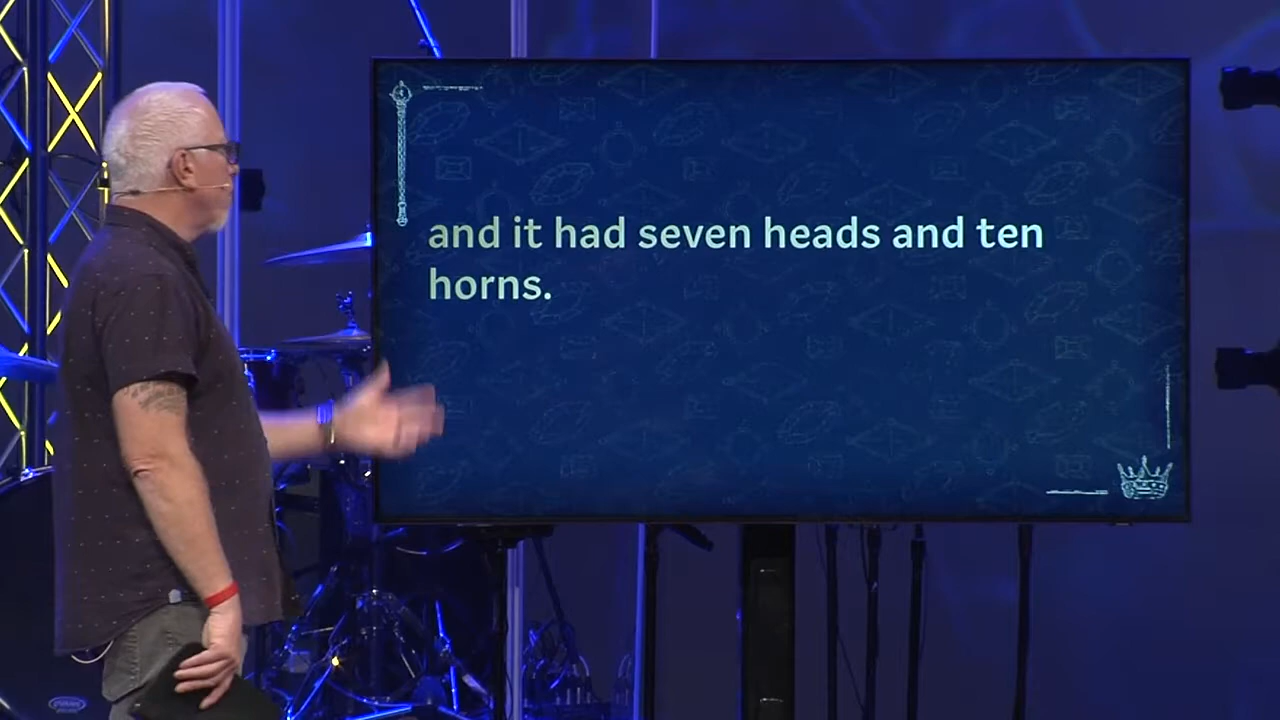 and it had seven heads and ten
horns.